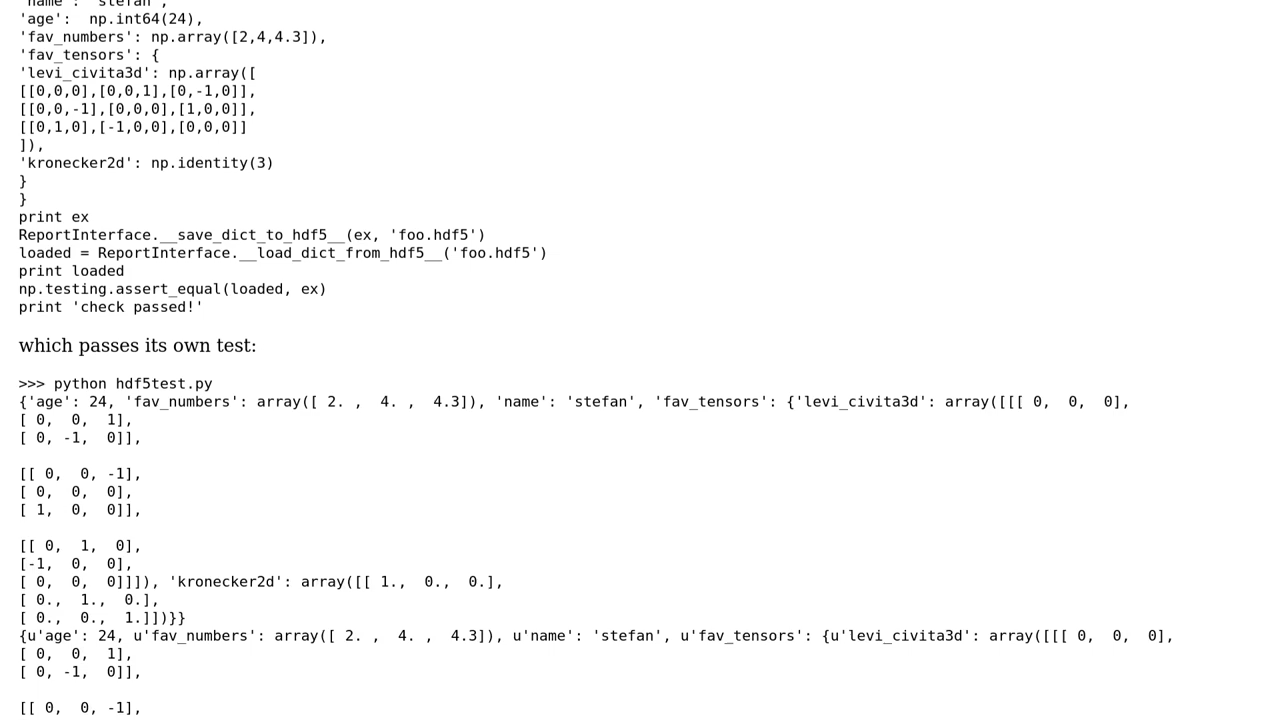 'name': 'stefan',
'age':  np.int64(24),
'fav_numbers': np.array([2,4,4.3]),
'fav_tensors': {
'levi_civita3d': np.array([
[[0,0,0],[0,0,1],[0,-1,0]],
[[0,0,-1],[0,0,0],[1,0,0]],
[[0,1,0],[-1,0,0],[0,0,0]]
]),
'kronecker2d': np.identity(3)
}
}
print ex
ReportInterface.__save_dict_to_hdf5__(ex, 'foo.hdf5')
loaded = ReportInterface.__load_dict_from_hdf5__('foo.hdf5')
print loaded
np.testing.assert_equal(loaded, ex)
print 'check passed!'
which passes its own test:
>>> python hdf5test.py
{'age': 24, 'fav_numbers': array([ 2. ,  4. ,  4.3]), 'name': 'stefan', 'fav_tensors': {'levi_civita3d': array([[[ 0,  0,  0],
[ 0,  0,  1],
[ 0, -1,  0]],
[[ 0,  0, -1],
[ 0,  0,  0],
[ 1,  0,  0]],
[[ 0,  1,  0],
[-1,  0,  0],
[ 0,  0,  0]]]), 'kronecker2d': array([[ 1.,  0.,  0.],
[ 0.,  1.,  0.],
[ 0.,  0.,  1.]])}}
{u'age': 24, u'fav_numbers': array([ 2. ,  4. ,  4.3]), u'name': 'stefan', u'fav_tensors': {u'levi_civita3d': array([[[ 0,  0,  0],
[ 0,  0,  1],
[ 0, -1,  0]],
[[ 0,  0, -1],